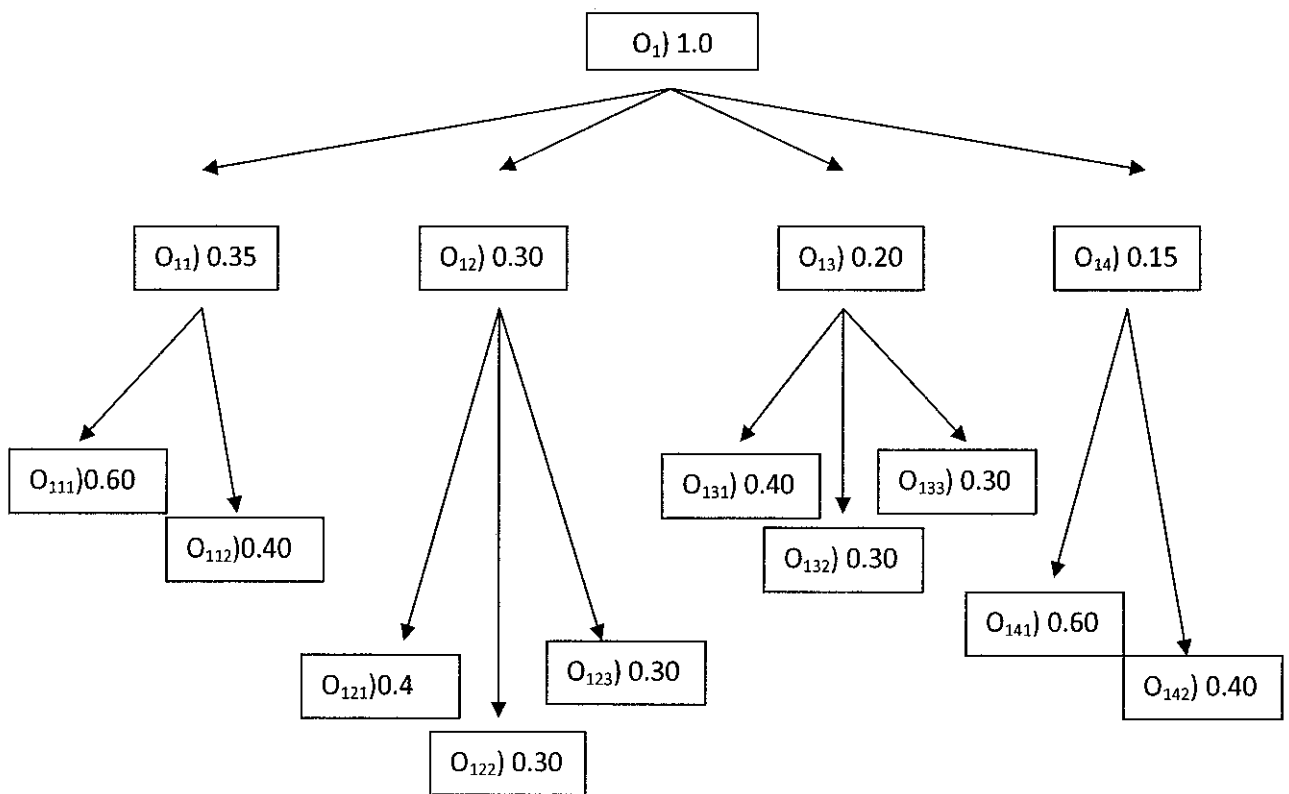 O₁) 1.0
O₁₁) 0.35
O₁₂) 0.30
O₁₃) 0.20
O₁₄) 0.15
O₁₁₁)0.60
O₁₁₂)0.40
O₁₂₁)0.4
O₁₂₂) 0.30
O₁₂₃) 0.30
O₁₃₁) 0.40
O₁₃₂) 0.30
O₁₃₃) 0.30
O₁₄₁) 0.60
O₁₄₂) 0.40